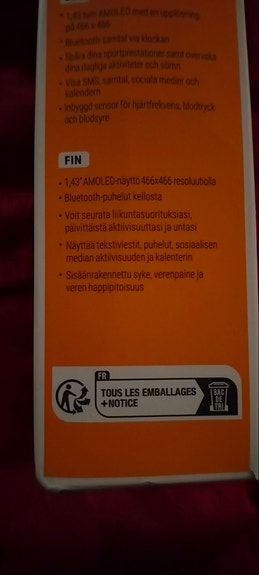 • 1,43 tum AMOLED med en upplösning
på 466 x 466
• Bluetooth-samtal via klockan
• Spåra dina sportprestationer samt övervaka
dina dagliga aktiviteter och sömn
• Visa SMS, samtal, sociala medier och
kalendern
• Inbyggd sensor för hjärtfrekvens, blodtryck
och blodsyre
FIN
• 1,43" AMOLED-näyttö 466x466 resoluutiolla
• Bluetooth-puhelut kellosta
• Voit seurata liikuntasuorituksiasi,
päivittäistä aktiivisuuttasi ja untasi
• Näyttää tekstiviestit, puhelut, sosiaalisen
median aktiivisuuden ja kalenterin
• Sisäänrakennettu syke, verenpaine ja
veren happipitoisuus
FR
TOUS LES EMBALLAGES
+NOTICE
BAC
DE
TRI